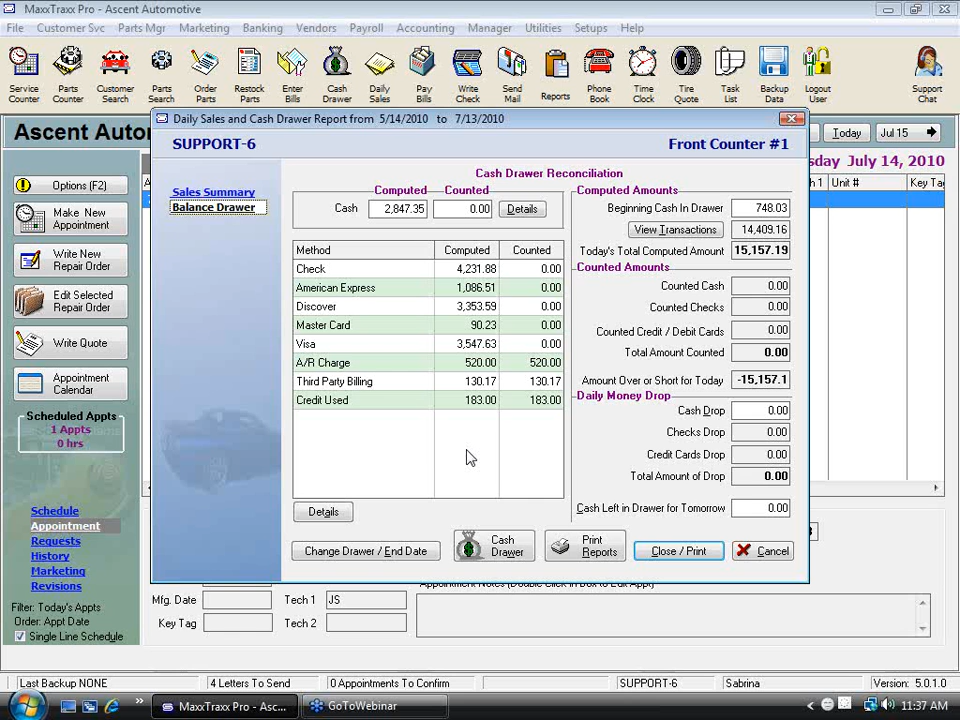 MaxxTraxx Pro - Ascent Automotive
File Customer Svc Parts Mgr Marketing Banking Vendors Payroll Accounting Manager Utilities Setups Help
Service Counter
Parts Counter
Customer Search
Parts Search
Order Parts
Restock Parts
Enter Bills
Cash Drawer
Daily Sales
Pay Bills
Write Check
Send Mail
Reports
Phone Book
Time Clock
Tire Quote
Task List
Backup Data
Logout User
Support Chat
Ascent Auto
Today
Jul 15
sday July 14, 2010
Unit #
Key Tag
Options (F2)
Make New Appointment
Write New Repair Order
Edit Selected Repair Order
Write Quote
Appointment Calendar
Scheduled Appts
1 Appts
0 hrs
Schedule
Appointment
Requests
History
Marketing
Revisions
Filter: Today's Appts
Order: Appt Date
Single Line Schedule
Daily Sales and Cash Drawer Report from 5/14/2010 to 7/13/2010
SUPPORT-6
Front Counter #1
Sales Summary
Balance Drawer
Cash Drawer Reconciliation
Computed Counted
Cash 2,847.35 0.00 Details
Method Computed Counted
Check 4,231.88 0.00
American Express 1,086.51 0.00
Discover 3,353.59 0.00
Master Card 90.23 0.00
Visa 3,547.63 0.00
A/R Charge 520.00 520.00
Third Party Billing 130.17 130.17
Credit Used 183.00 183.00
Details
Computed Amounts
Beginning Cash In Drawer 748.03
View Transactions 14,409.16
Today's Total Computed Amount 15,157.19
Counted Amounts
Counted Cash 0.00
Counted Checks 0.00
Counted Credit / Debit Cards 0.00
Total Amount Counted 0.00
Amount Over or Short for Today -15,157.1
Daily Money Drop
Cash Drop 0.00
Checks Drop 0.00
Credit Cards Drop 0.00
Total Amount of Drop 0.00
Cash Left in Drawer for Tomorrow 0.00
Change Drawer / End Date
Cash Drawer
Print Reports
Close / Print
Cancel
Mfg. Date
Tech 1 JS
Key Tag
Tech 2
Last Backup NONE 4 Letters To Send 0 Appointments To Confirm SUPPORT-6 Sabrina Version: 5.0.1.0
MaxxTraxx Pro - Asc...
GoToWebinar
11:37 AM